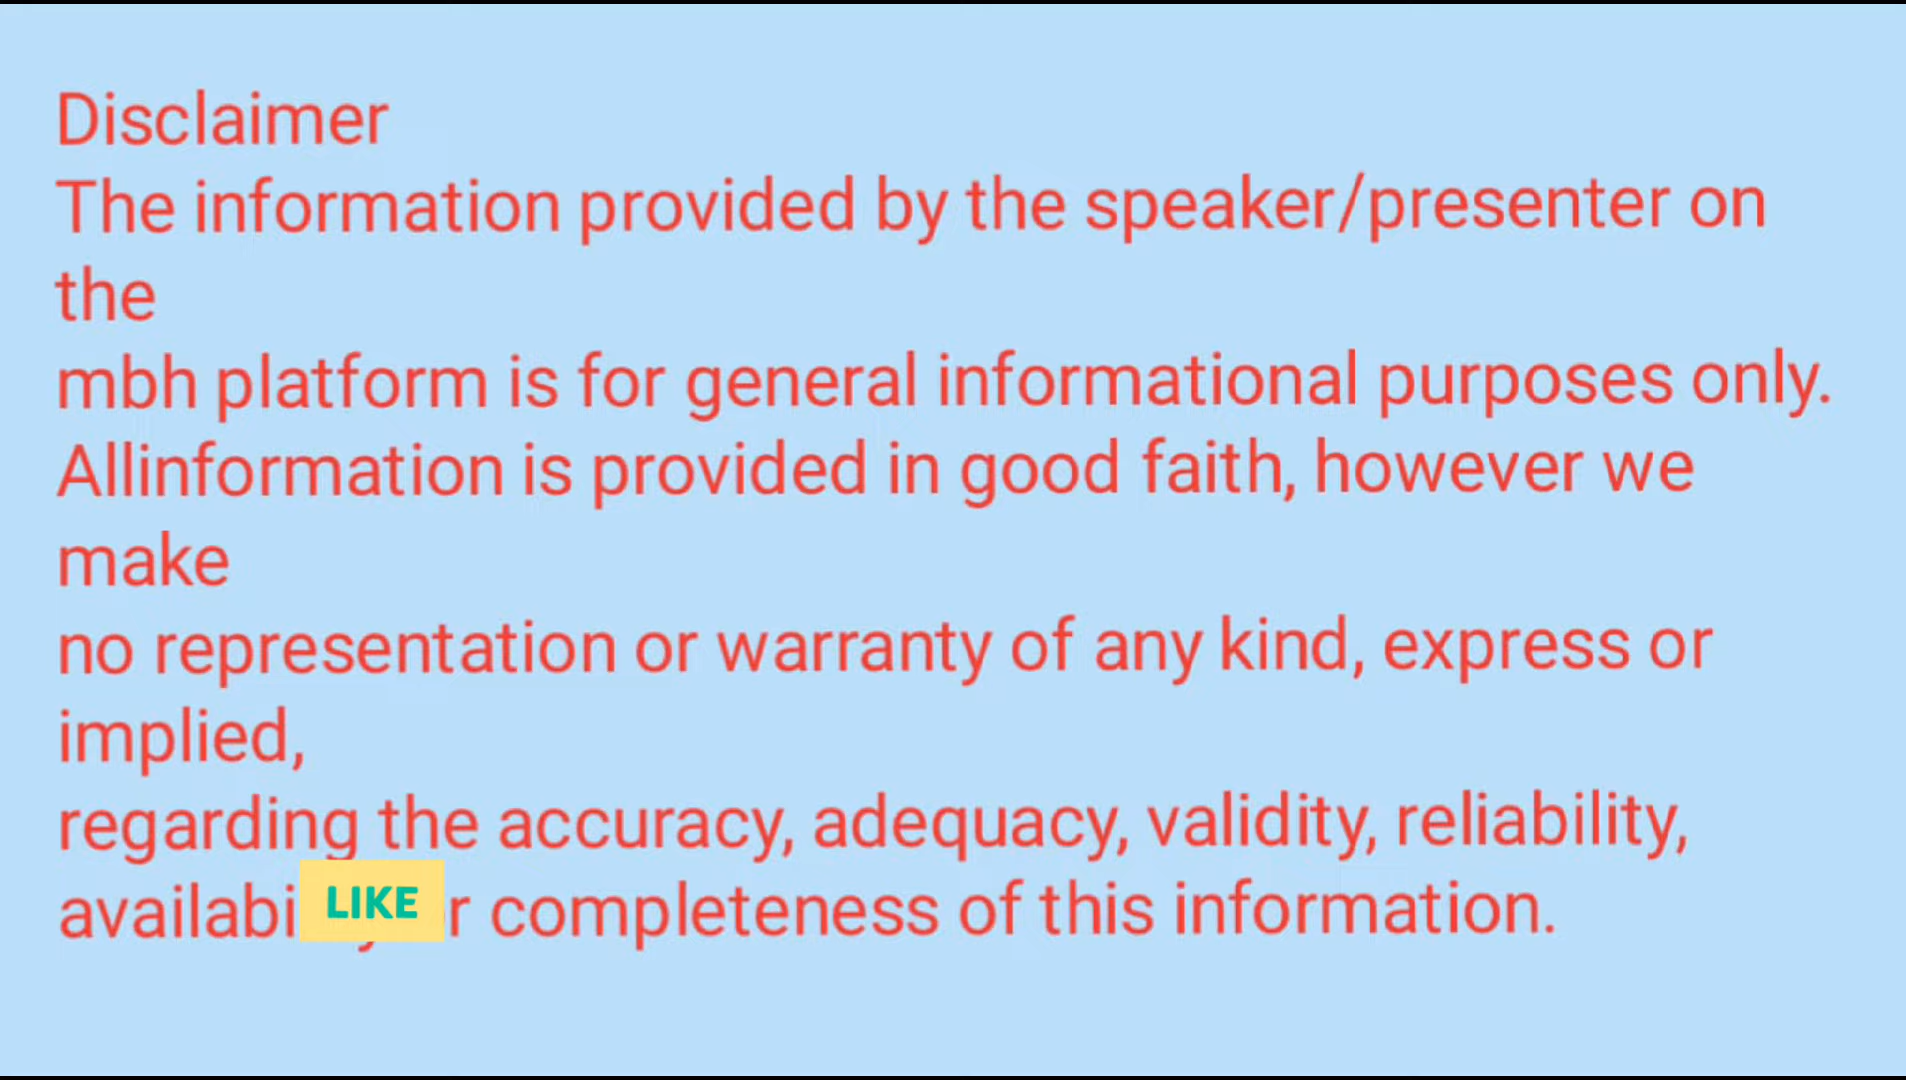 Disclaimer
The information provided by the speaker/presenter on
the
mbh platform is for general informational purposes only.
Allinformation is provided in good faith, however we
make
no representation or warranty of any kind, express or
implied,
regarding the accuracy, adequacy, validity, reliability,
completeness of this information.
LIKE